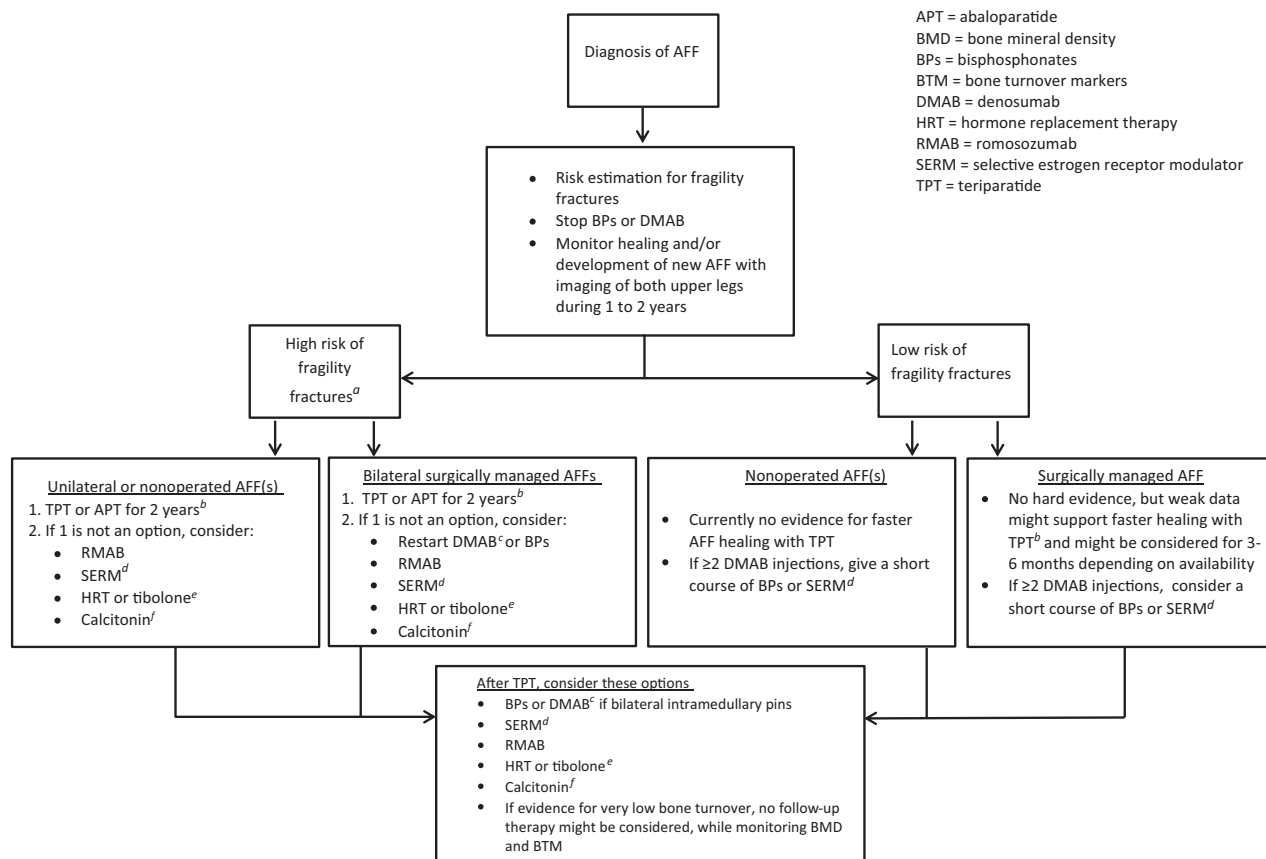 Diagnosis of AFF
APT = abaloparatide
BMD = bone mineral density
BPs = bisphosphonates
BTM = bone turnover markers
DMAB = denosumab
HRT = hormone replacement therapy
RMAB = romosozumab
SERM = selective estrogen receptor modulator
TPT = teriparatide
• Risk estimation for fragility
fractures
• Stop BPs or DMAB
• Monitor healing and/or
development of new AFF with
imaging of both upper legs
during 1 to 2 years
High risk of
fragility
fracturesa
Low risk of
fragility fractures
Unilateral or nonoperated AFF(s)
1. TPT or APT for 2 yearsb
2. If 1 is not an option, consider:
• RMAB
• SERMd
• HRT or tibolonee
• Calcitoninf
Bilateral surgically managed AFFs
1. TPT or APT for 2 yearsb
2. If 1 is not an option, consider:
• Restart DMABc or BPs
• RMAB
• SERMd
• HRT or tibolonee
• Calcitoninf
Nonoperated AFF(s)
• Currently no evidence for faster
AFF healing with TPT
• If ≥2 DMAB injections, give a short
course of BPs or SERMd
Surgically managed AFF
• No hard evidence, but weak data
might support faster healing with
TPTb and might be considered for 3-
6 months depending on availability
• If ≥2 DMAB injections, consider a
short course of BPs or SERMd
After TPT, consider these options
• BPs or DMABc if bilateral intramedullary pins
• SERMd
• RMAB
• HRT or tibolonee
• Calcitoninf
• If evidence for very low bone turnover, no follow-up
therapy might be considered, while monitoring BMD
and BTM